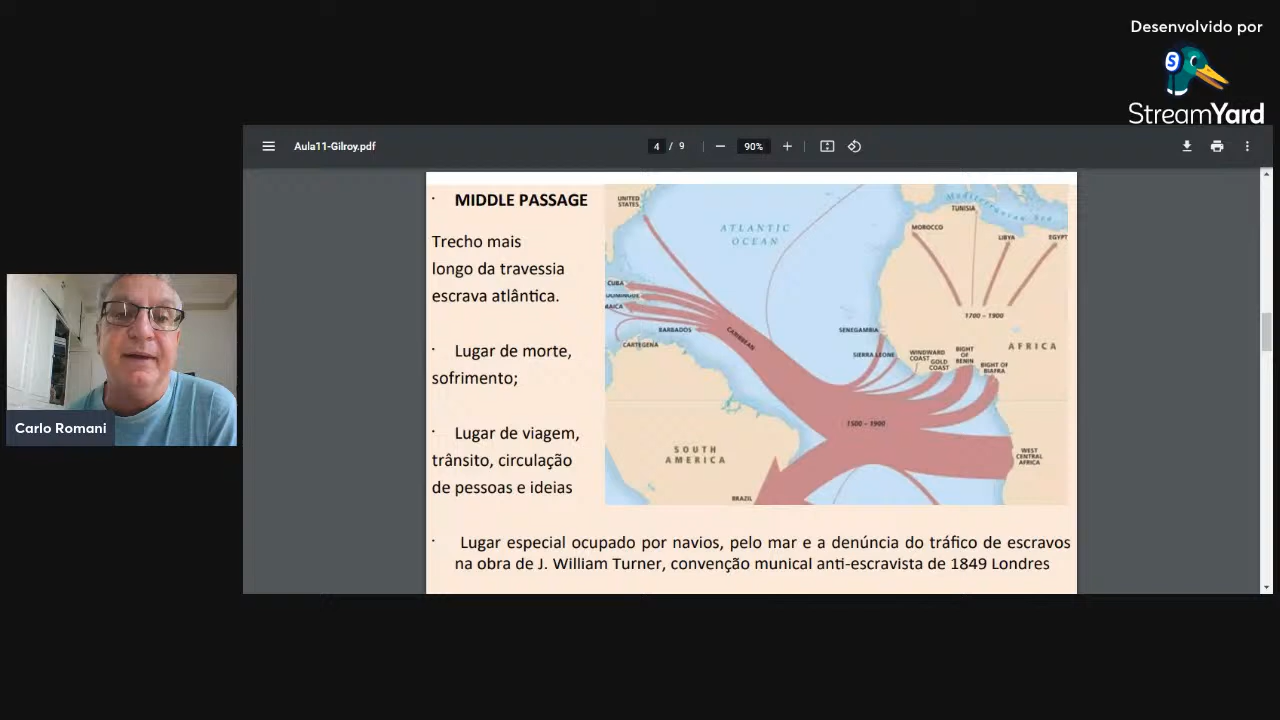 Desenvolvido por
StreamYard
Aula11-Gilroy.pdf
4 / 9
90%
· MIDDLE PASSAGE
Trecho mais
longo da travessia
escrava atlântica.
· Lugar de morte,
sofrimento;
· Lugar de viagem,
trânsito, circulação
de pessoas e ideias
UNITED
STATES
ATLANTIC
OCEAN
Mediterranean Sea
TUNISIA
MOROCCO
LIBYA
EGYPT
CUBA
DOMINGUE
MAICA
BARBADOS
CARTEGENA
CARIBBEAN
1700 – 1900
AFRICA
SENEGAMBIA
SIERRA LEONE
WINDWARD
COAST
GOLD
COAST
BIGHT
OF
BENIN
BIGHT OF
BIAFRA
1500 – 1900
SOUTH
AMERICA
WEST
CENTRAL
AFRICA
BRAZIL
· Lugar especial ocupado por navios, pelo mar e a denúncia do tráfico de escravos
na obra de J. William Turner, convenção munical anti-escravista de 1849 Londres
Carlo Romani